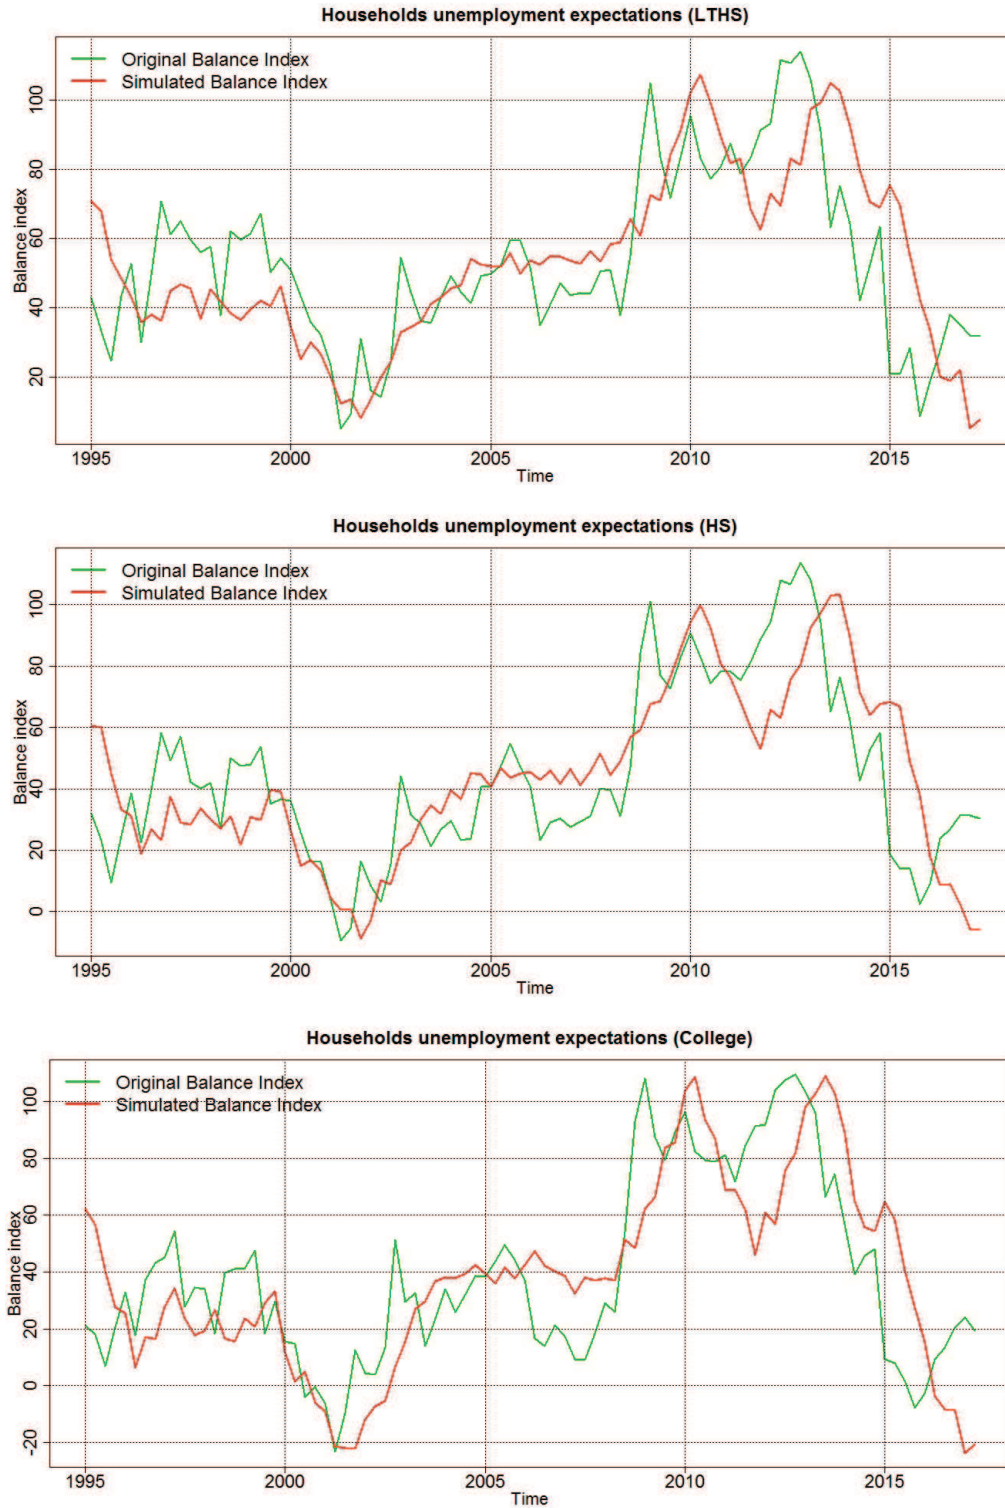 Households unemployment expectations (LTHS)
Original Balance Index
Simulated Balance Index
Balance index
100
80
60
40
20
1995
2000
2005
2010
2015
Time
Households unemployment expectations (HS)
Original Balance Index
Simulated Balance Index
Balance index
100
80
60
40
20
0
1995
2000
2005
2010
2015
Time
Households unemployment expectations (College)
Original Balance Index
Simulated Balance Index
Balance index
100
80
60
40
20
0
-20
1995
2000
2005
2010
2015
Time